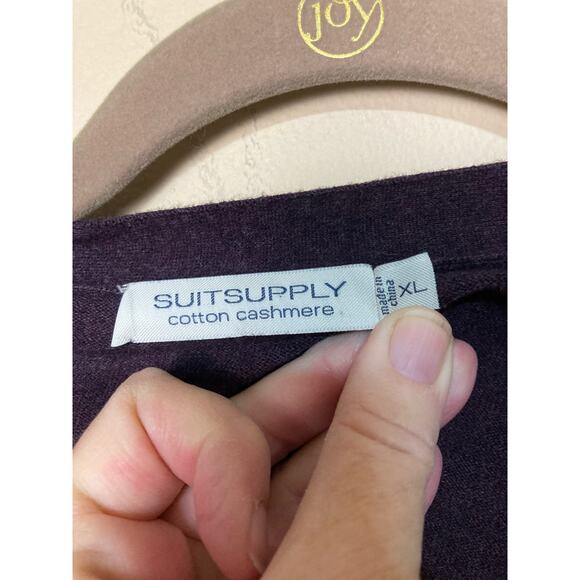 joy
SUITSUPPLY
cotton cashmere
made in
china
XL